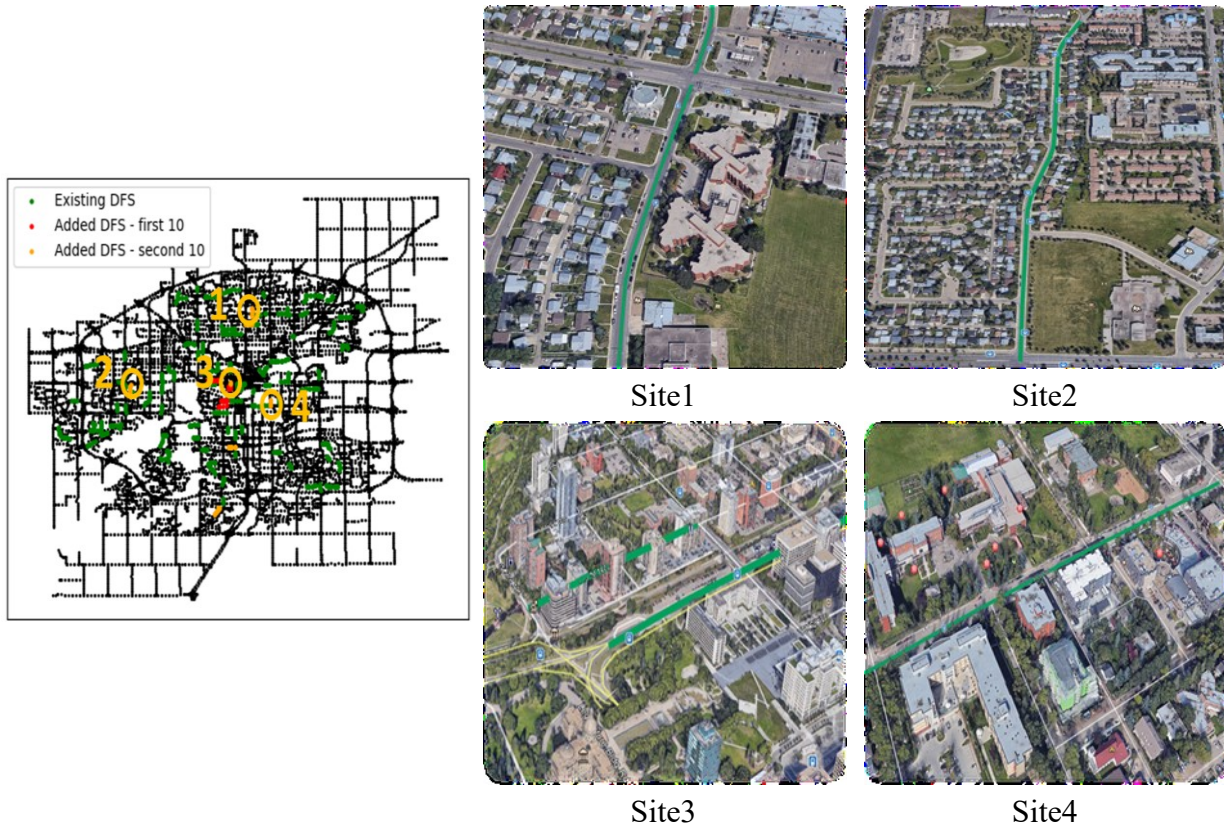 Existing DFS
Added DFS - first 10
Added DFS - second 10
1
2
3
4
Site1
Site2
Site3
Site4